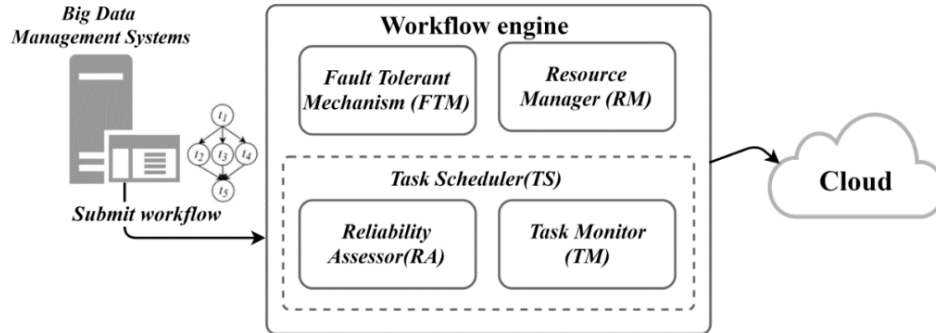 Big Data
Management Systems
t1
t2 t3 t4
t5
Submit workflow
Workflow engine
Fault Tolerant
Mechanism (FTM)
Resource
Manager (RM)
Task Scheduler(TS)
Reliability
Assessor(RA)
Task Monitor
(TM)
Cloud